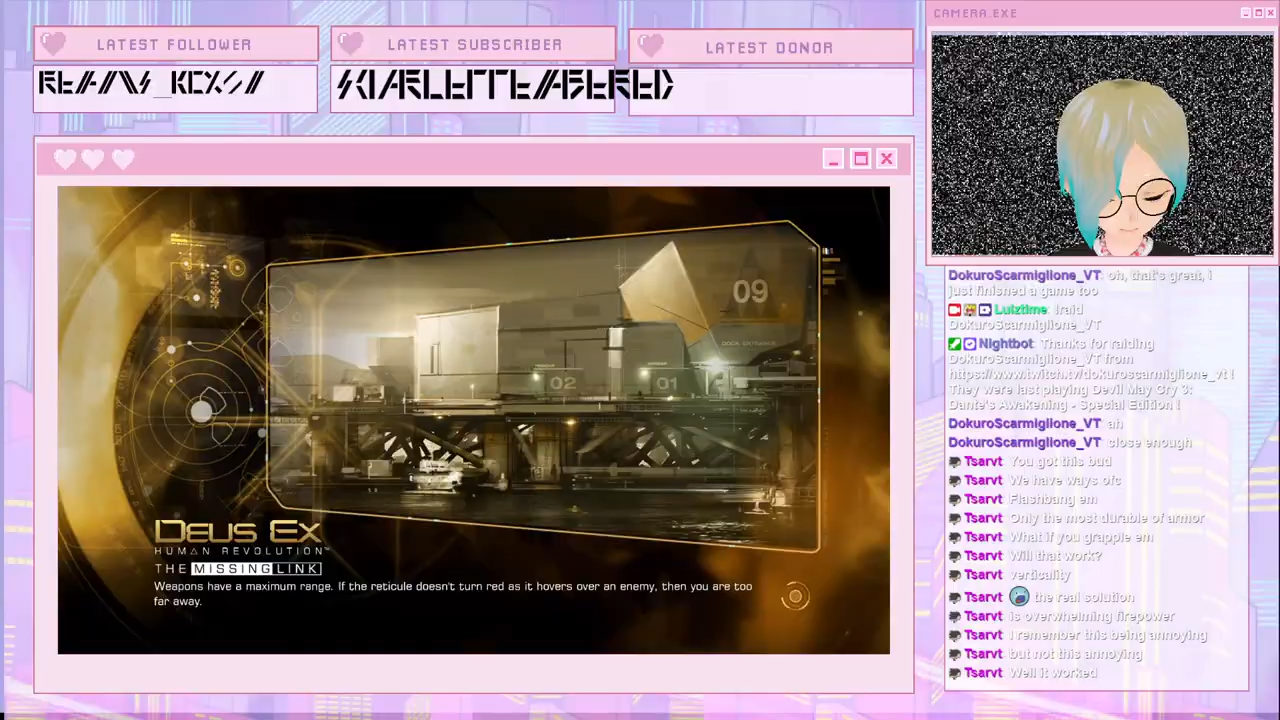 CAMERA.EXE
LATEST FOLLOWER
LATEST SUBSCRIBER
LATEST DONOR
09
DOCK ENTRANCE
02
01
DEUS EX
HUMAN REVOLUTION™
THE MISSING LINK
Weapons have a maximum range. If the reticule doesn't turn red as it hovers over an enemy, then you are too
far away.
DokuroScarmiglione_VT: oh, that's great, i
just finished a game too
Lulztime: !raid
DokuroScarmiglione_VT
Nightbot: Thanks for raiding
DokuroScarmiglione_VT from
https://www.twitch.tv/dokuroscarmiglione_vt !
They were last playing Devil May Cry 3:
Dante's Awakening - Special Edition !
DokuroScarmiglione_VT: ah
DokuroScarmiglione_VT: close enough
Tsarvt: You got this bud
Tsarvt: We have ways ofc
Tsarvt: Flashbang em
Tsarvt: Only the most durable of armor
Tsarvt: What if you grapple em
Tsarvt: Will that work?
Tsarvt: verticality
Tsarvt: the real solution
Tsarvt: is overwhelming firepower
Tsarvt: I remember this being annoying
Tsarvt: but not this annoying
Tsarvt: Well it worked